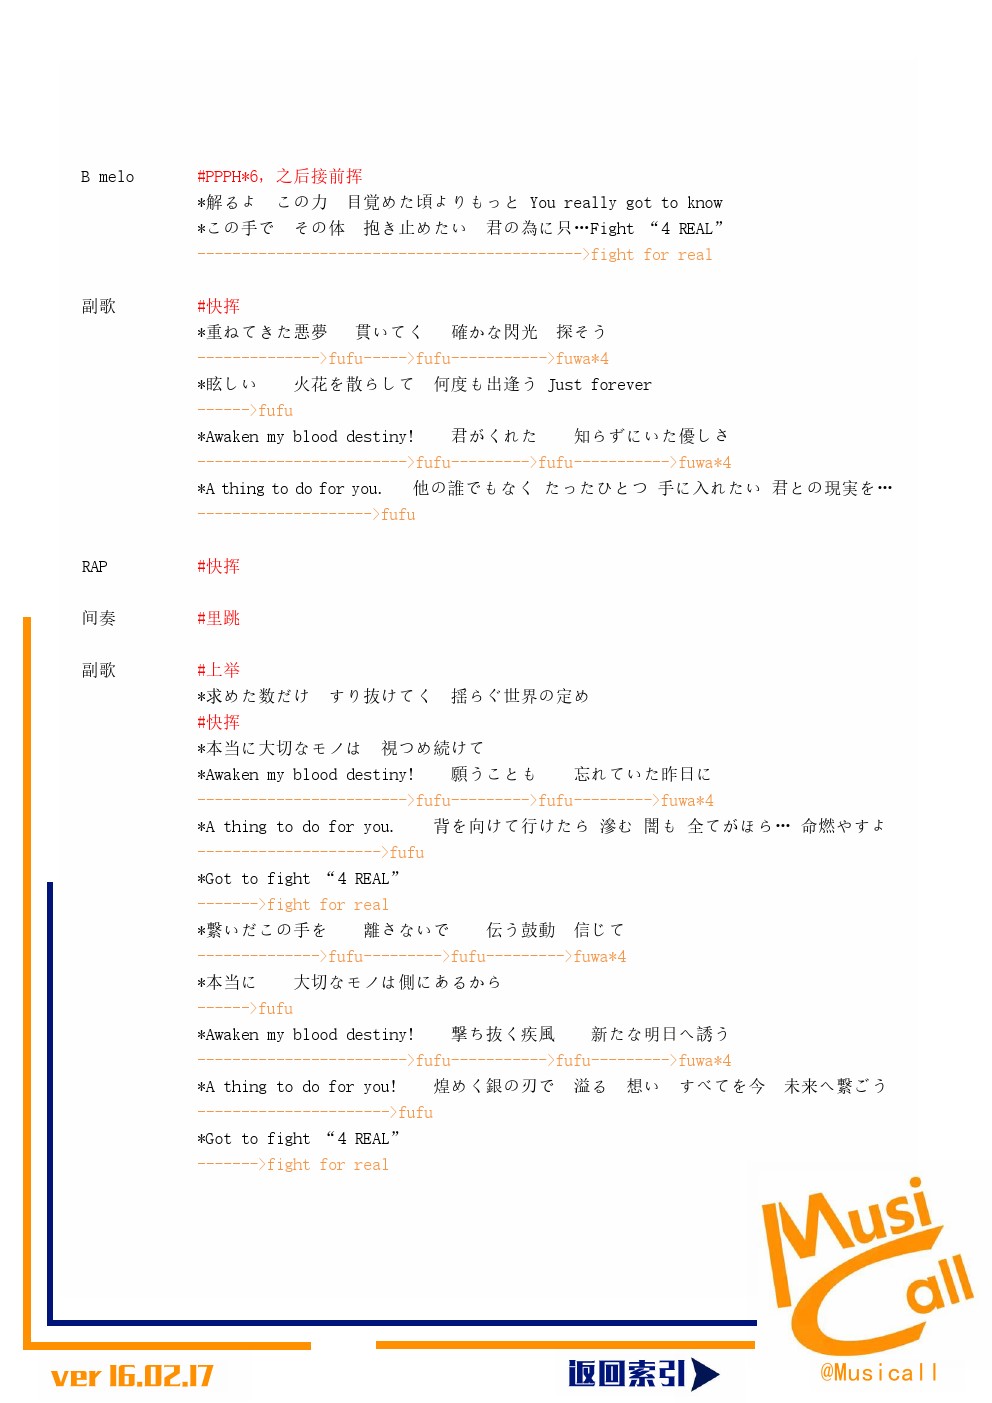 B melo #PPPH*6，之后接前挥
*解るよ　この力　目覚めた頃よりもっと You really got to know
*この手で　その体　抱き止めたい　君の為に只…Fight “4 REAL”
-------------------------------------------->fight for real
副歌 #快挥
*重ねてきた悪夢　 貫いてく　 確かな閃光　探そう
-------------->fufu----->fufu----------->fuwa*4
*眩しい　　火花を散らして　何度も出逢う Just forever
------>fufu
*Awaken my blood destiny!　　君がくれた　　知らずにいた優しさ
------------------------>fufu--------->fufu----------->fuwa*4
*A thing to do for you.　 他の誰でもなく たったひとつ 手に入れたい 君との現実を…
-------------------->fufu
RAP #快挥
间奏 #里跳
副歌 #上举
*求めた数だけ　すり抜けてく　揺らぐ世界の定め
#快挥
*本当に大切なモノは　視つめ続けて
*Awaken my blood destiny!　　願うことも　　忘れていた昨日に
------------------------>fufu--------->fufu--------->fuwa*4
*A thing to do for you.　　背を向けて行けたら 滲む 闇も 全てがほら… 命燃やすよ
--------------------->fufu
*Got to fight “4 REAL”
------->fight for real
*繋いだこの手を　　離さないで　　伝う鼓動　信じて
-------------->fufu--------->fufu--------->fuwa*4
*本当に　　大切なモノは側にあるから
------>fufu
*Awaken my blood destiny!　　撃ち抜く疾風　　新たな明日へ誘う
------------------------>fufu----------->fufu--------->fuwa*4
*A thing to do for you!　　煌めく銀の刃で　溢る　想い　すべてを今　未来へ繋ごう
---------------------->fufu
*Got to fight “4 REAL”
------->fight for real
Musi
Call
ver 16.02.17 返回索引 @Musicall